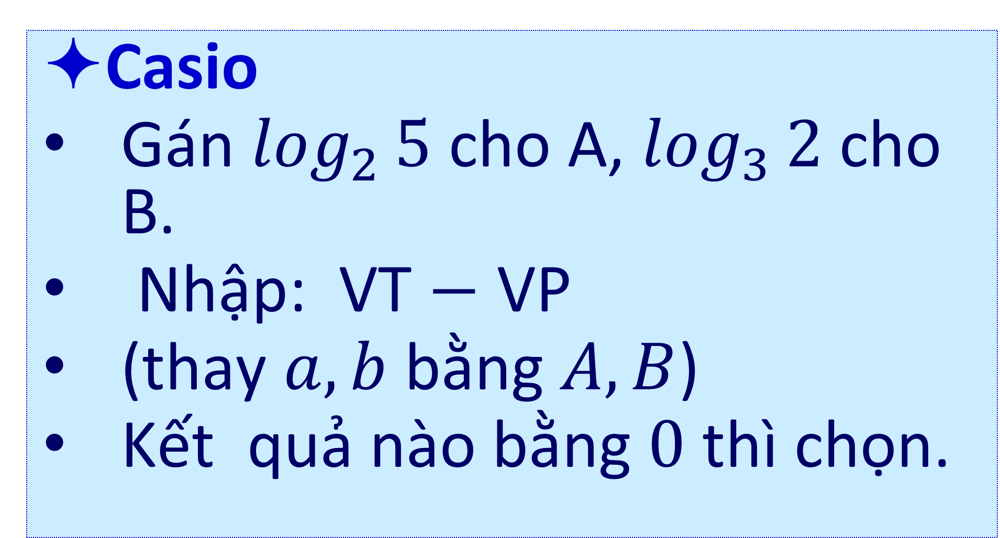 ✦Casio
• Gán log₂ 5 cho A, log₃ 2 cho
B.
• Nhập: VT – VP
• (thay a, b bằng A, B)
• Kết quả nào bằng 0 thì chọn.